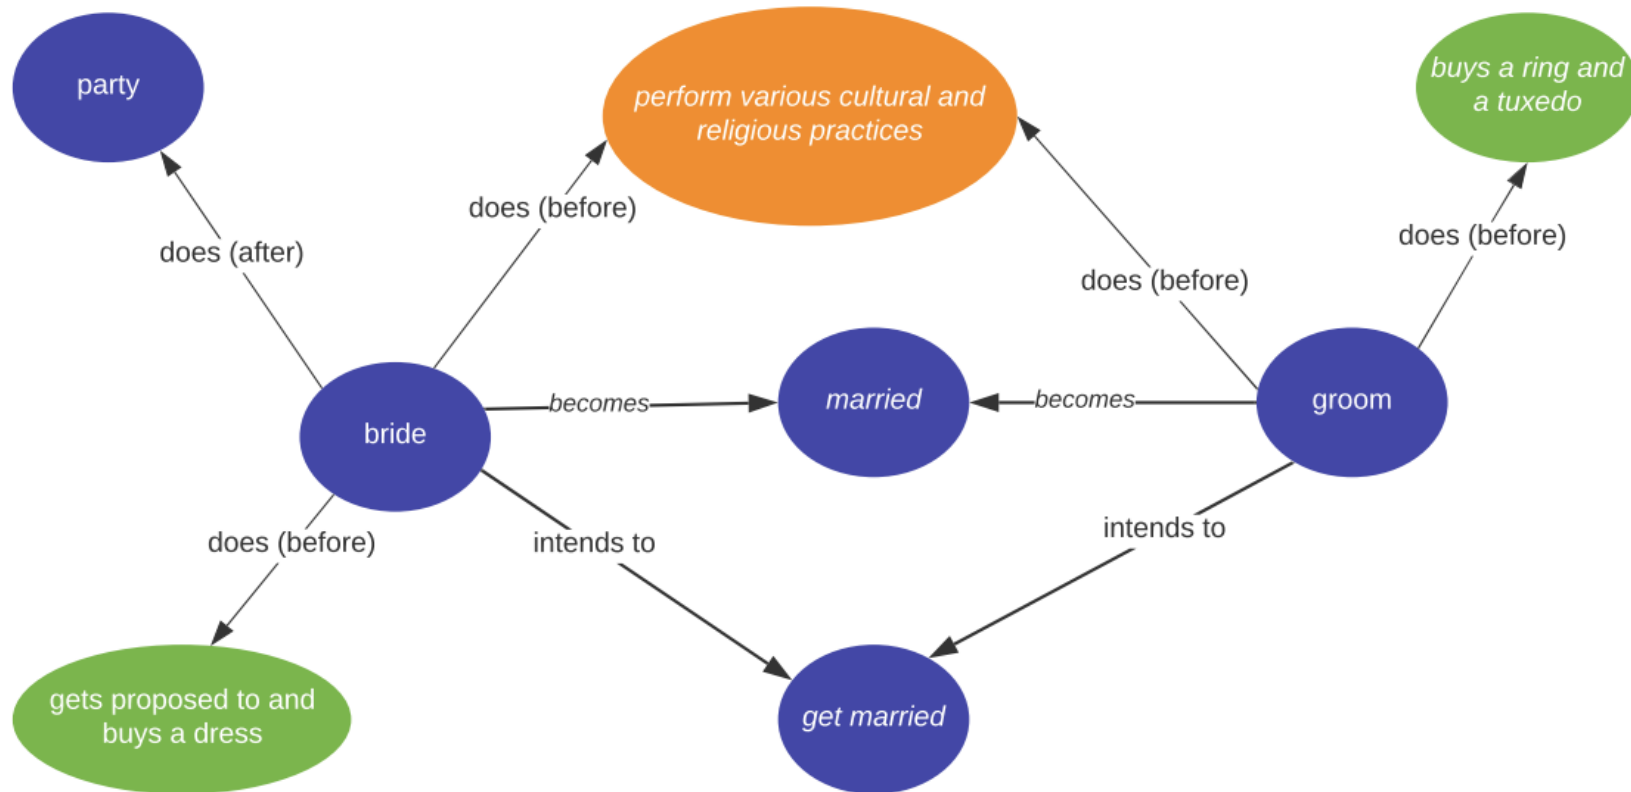 party
perform various cultural and
religious practices
buys a ring and
a tuxedo
does (before)
does (before)
does (after)
does (before)
becomes
married
becomes
groom
bride
does (before)
intends to
intends to
gets proposed to and
buys a dress
get married